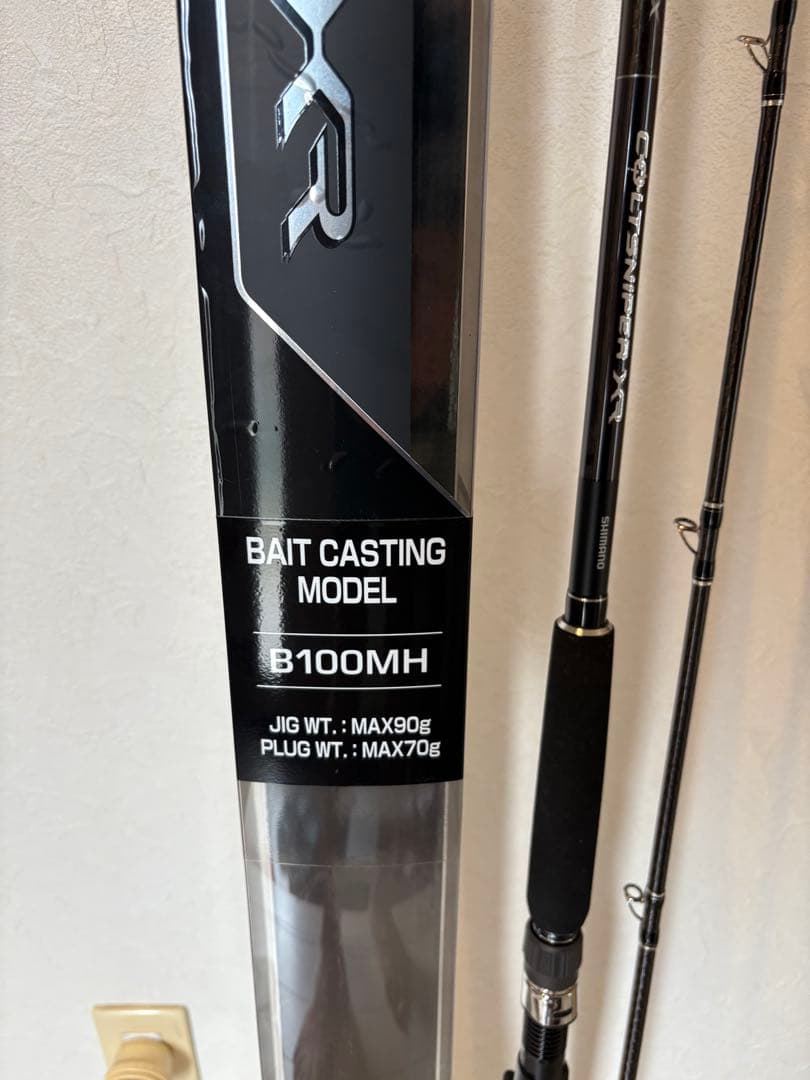 XR
BAIT CASTING
MODEL
B100MH
JIG WT. : MAX90g
PLUG WT. : MAX70g
COLTSNIPER XR
SHIMANO